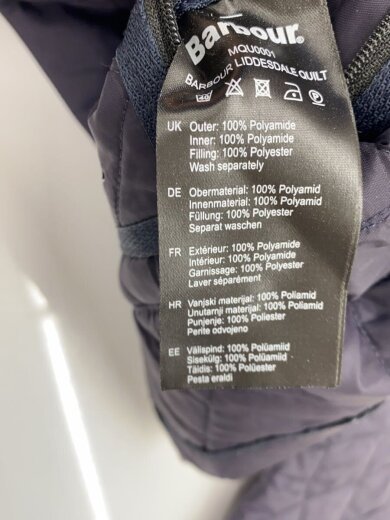 Barbour
MQU0001
BARBOUR LIDDESDALE QUILT
40
UK Outer: 100% Polyamide
Inner: 100% Polyamide
Filling: 100% Polyester
Wash separately
DE Obermaterial: 100% Polyamid
Innenmaterial: 100% Polyamid
Füllung: 100% Polyester
Separat waschen
FR Extérieur: 100% Polyamide
Intérieur: 100% Polyamide
Garnissage: 100% Polyester
Laver séparément
HR Vanjski materijal: 100% Poliamid
Unutarnji materijal: 100% Poliamid
Punjenje: 100% Poliester
Perite odvojeno
EE Välispind: 100% Polüamiid
Sisekülg: 100% Polüamiid
Täidis: 100% Polüester
Pesta eraldi